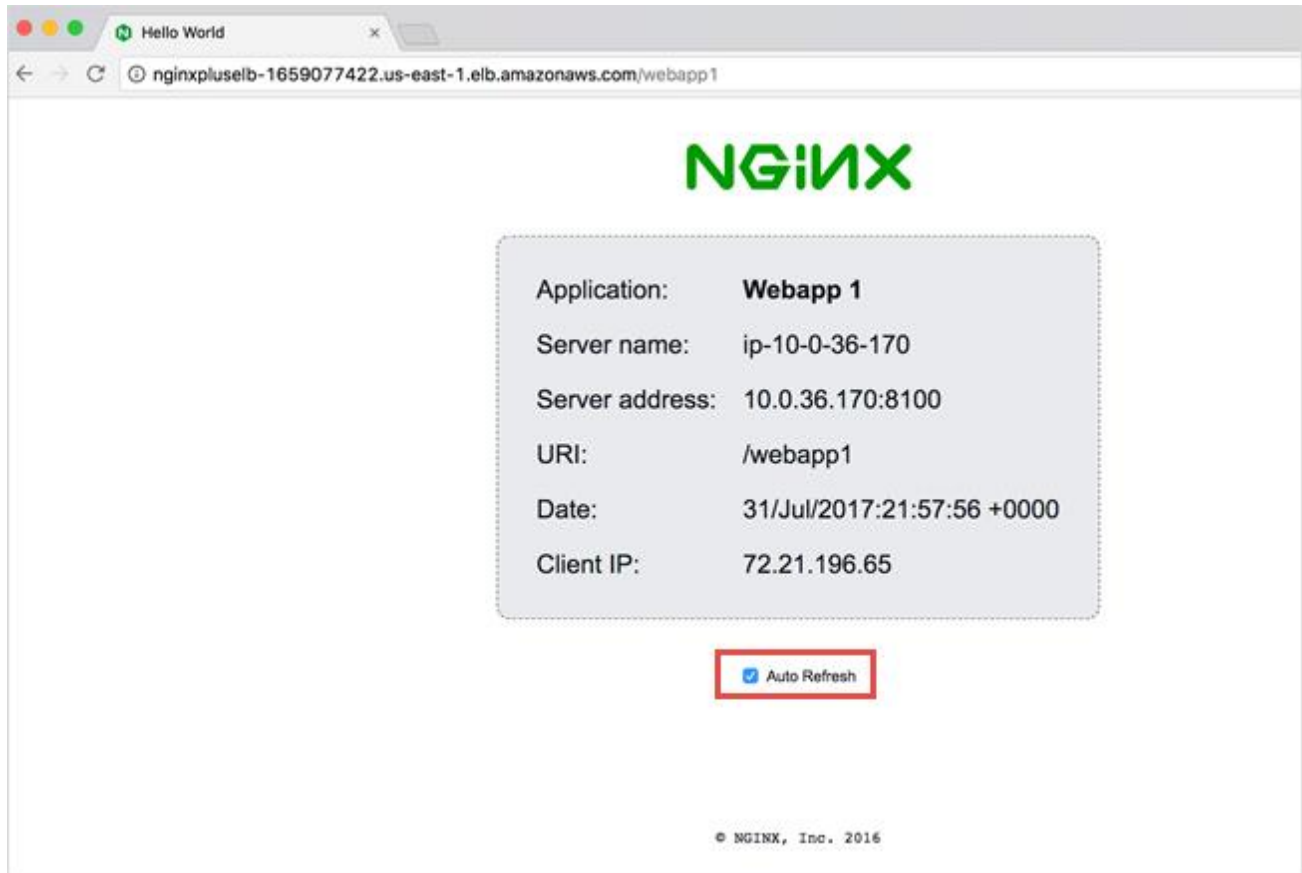 Hello World
nginxpluselb-1659077422.us-east-1.elb.amazonaws.com/webapp1
NGINX
Application: Webapp 1
Server name: ip-10-0-36-170
Server address: 10.0.36.170:8100
URI: /webapp1
Date: 31/Jul/2017:21:57:56 +0000
Client IP: 72.21.196.65
Auto Refresh
© NGINX, Inc. 2016